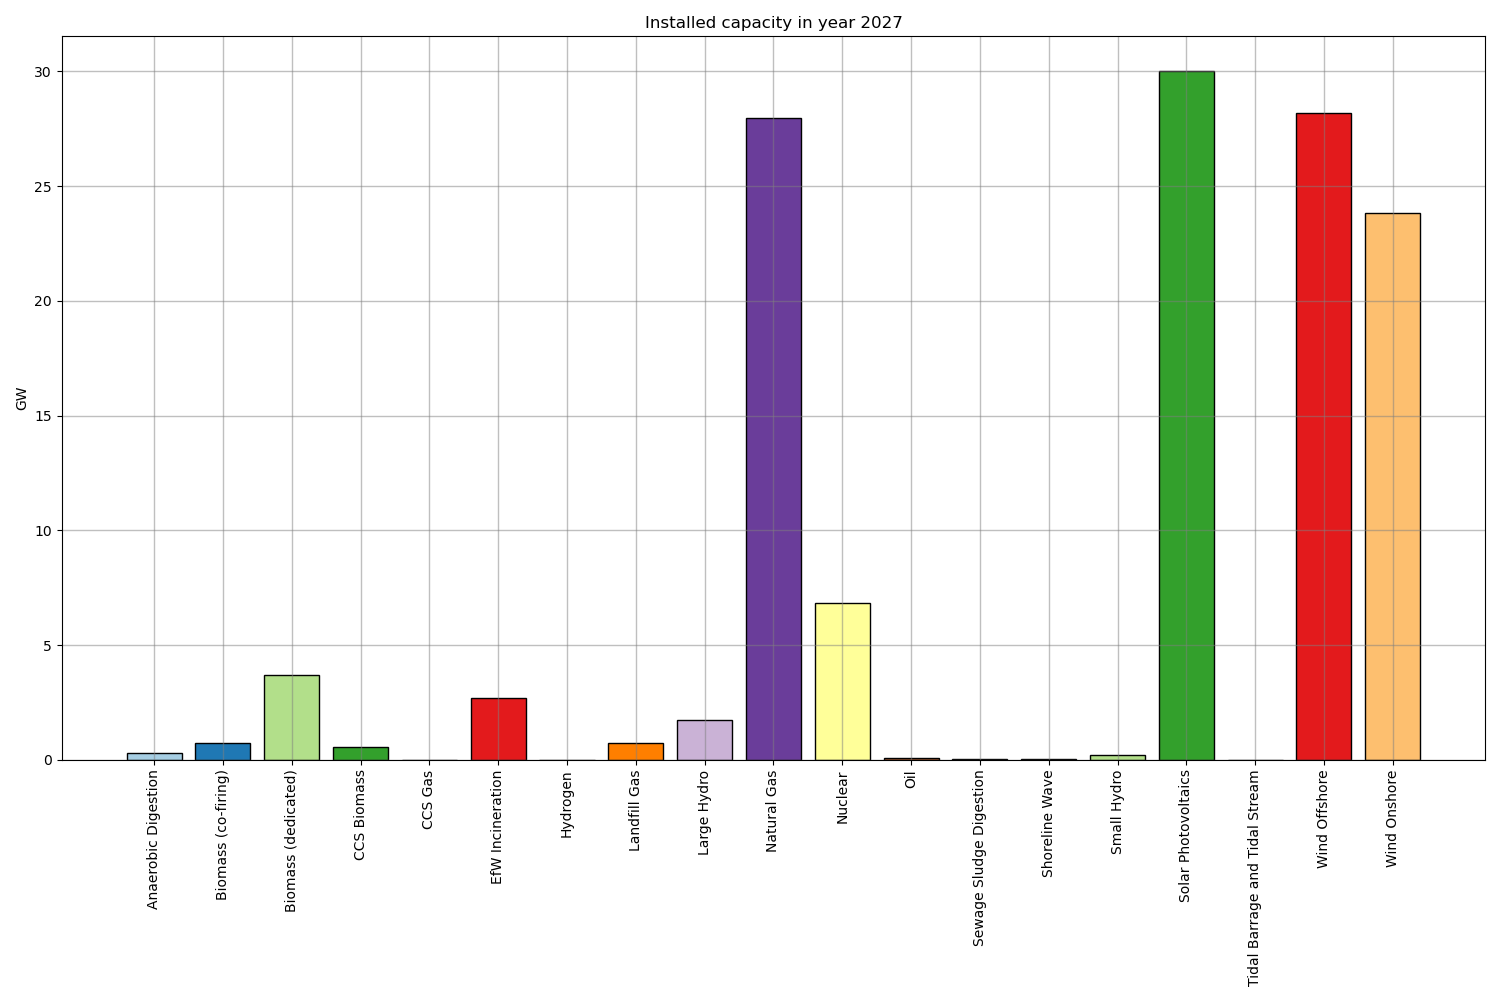 Installed capacity in year 2027
GW
30
25
20
15
10
5
0
Anaerobic Digestion
Biomass (co-firing)
Biomass (dedicated)
CCS Biomass
CCS Gas
EfW Incineration
Hydrogen
Landfill Gas
Large Hydro
Natural Gas
Nuclear
Oil
Sewage Sludge Digestion
Shoreline Wave
Small Hydro
Solar Photovoltaics
Tidal Barrage and Tidal Stream
Wind Offshore
Wind Onshore